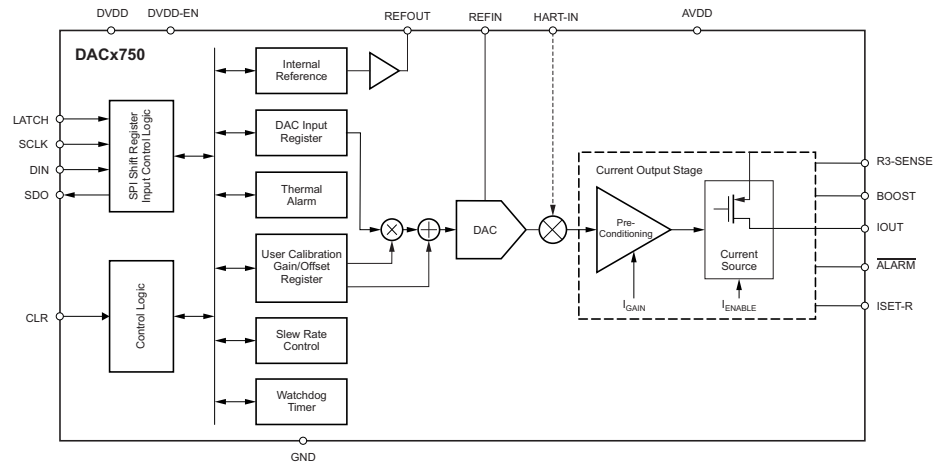 DVDD
DVDD-EN
REFOUT
REFIN
HART-IN
AVDD
DACx750
LATCH
SCLK
DIN
SDO
CLR
SPI Shift Register
Input Control Logic
Control Logic
Internal
Reference
DAC Input
Register
Thermal
Alarm
User Calibration
Gain/Offset
Register
Slew Rate
Control
Watchdog
Timer
DAC
Current Output Stage
Pre-
Conditioning
Current
Source
IGAIN
IENABLE
R3-SENSE
BOOST
IOUT
ALARM
ISET-R
GND